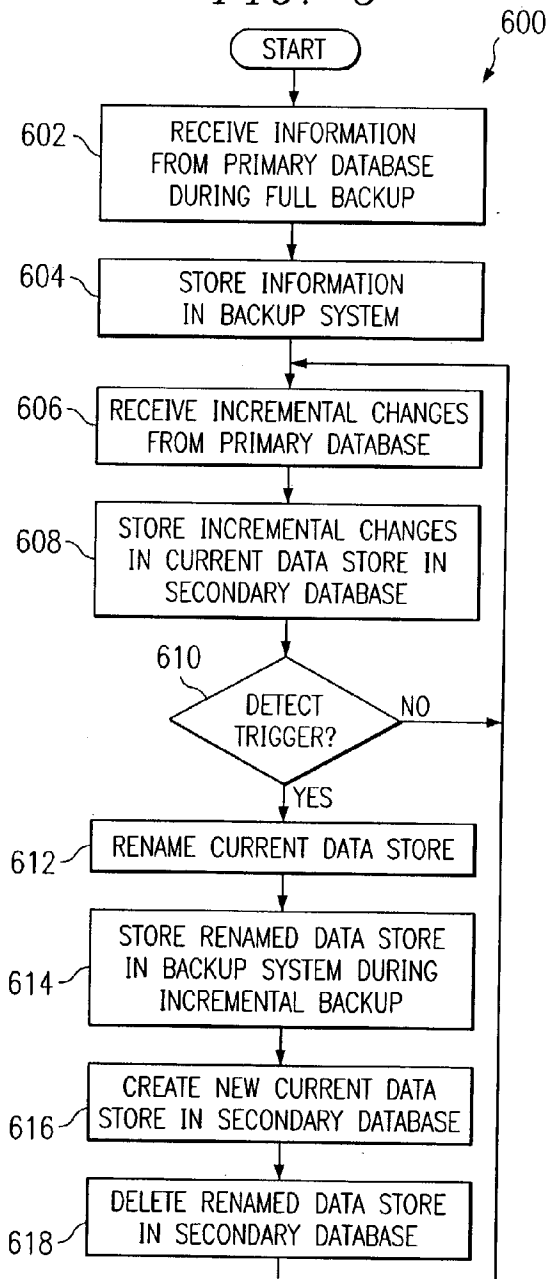 600
START
602
RECEIVE INFORMATION
FROM PRIMARY DATABASE
DURING FULL BACKUP
604
STORE INFORMATION
IN BACKUP SYSTEM
606
RECEIVE INCREMENTAL CHANGES
FROM PRIMARY DATABASE
608
STORE INCREMENTAL CHANGES
IN CURRENT DATA STORE IN
SECONDARY DATABASE
610
DETECT
TRIGGER?
NO
YES
612
RENAME CURRENT DATA STORE
614
STORE RENAMED DATA STORE
IN BACKUP SYSTEM DURING
INCREMENTAL BACKUP
616
CREATE NEW CURRENT DATA
STORE IN SECONDARY DATABASE
618
DELETE RENAMED DATA STORE
IN SECONDARY DATABASE